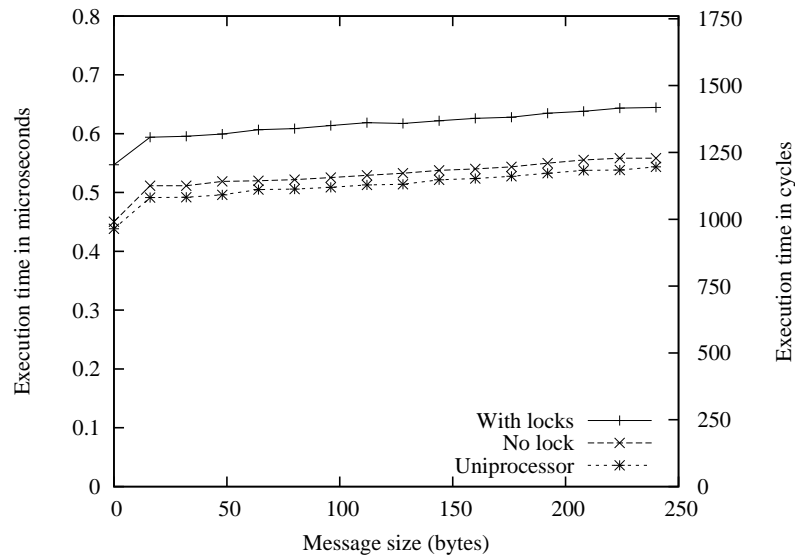 0.8
0.7
0.6
0.5
0.4
0.3
0.2
0.1
0
Execution time in microseconds
1750
1500
1250
1000
750
500
250
0
Execution time in cycles
With locks
No lock
Uniprocessor
0 50 100 150 200 250
Message size (bytes)